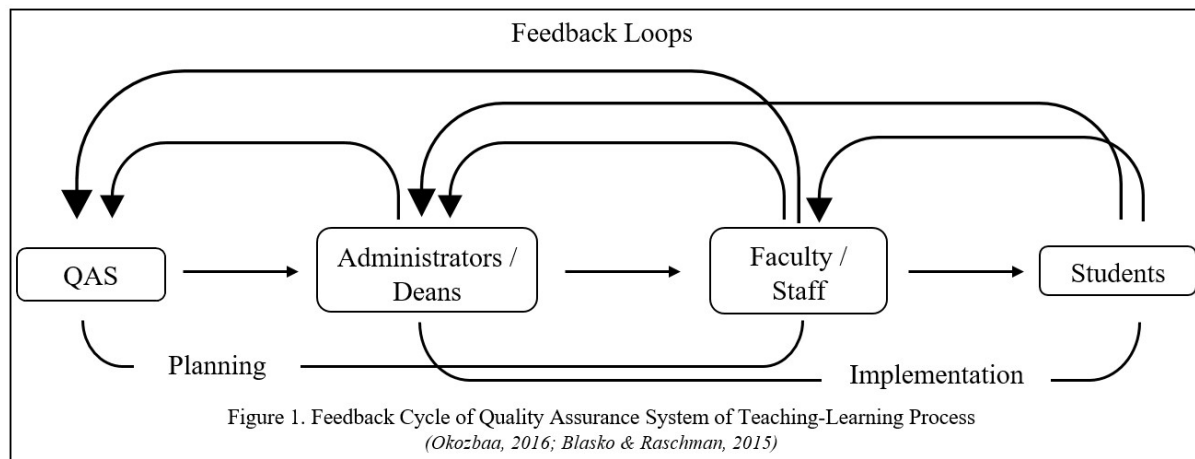 Feedback Loops
QAS
Administrators /
Deans
Faculty /
Staff
Students
Planning
Implementation
Figure 1. Feedback Cycle of Quality Assurance System of Teaching-Learning Process
(Okozbaa, 2016; Blasko & Raschman, 2015)